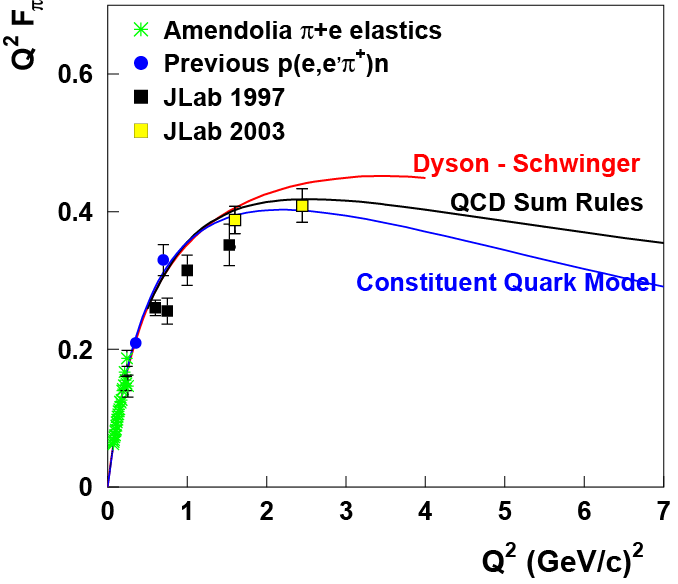 Q² Fπ
Amendolia π+e elastics
Previous p(e,e’π⁺)n
JLab 1997
JLab 2003
0.6
Dyson - Schwinger
QCD Sum Rules
0.4
Constituent Quark Model
0.2
0
0 1 2 3 4 5 6 7
Q² (GeV/c)²